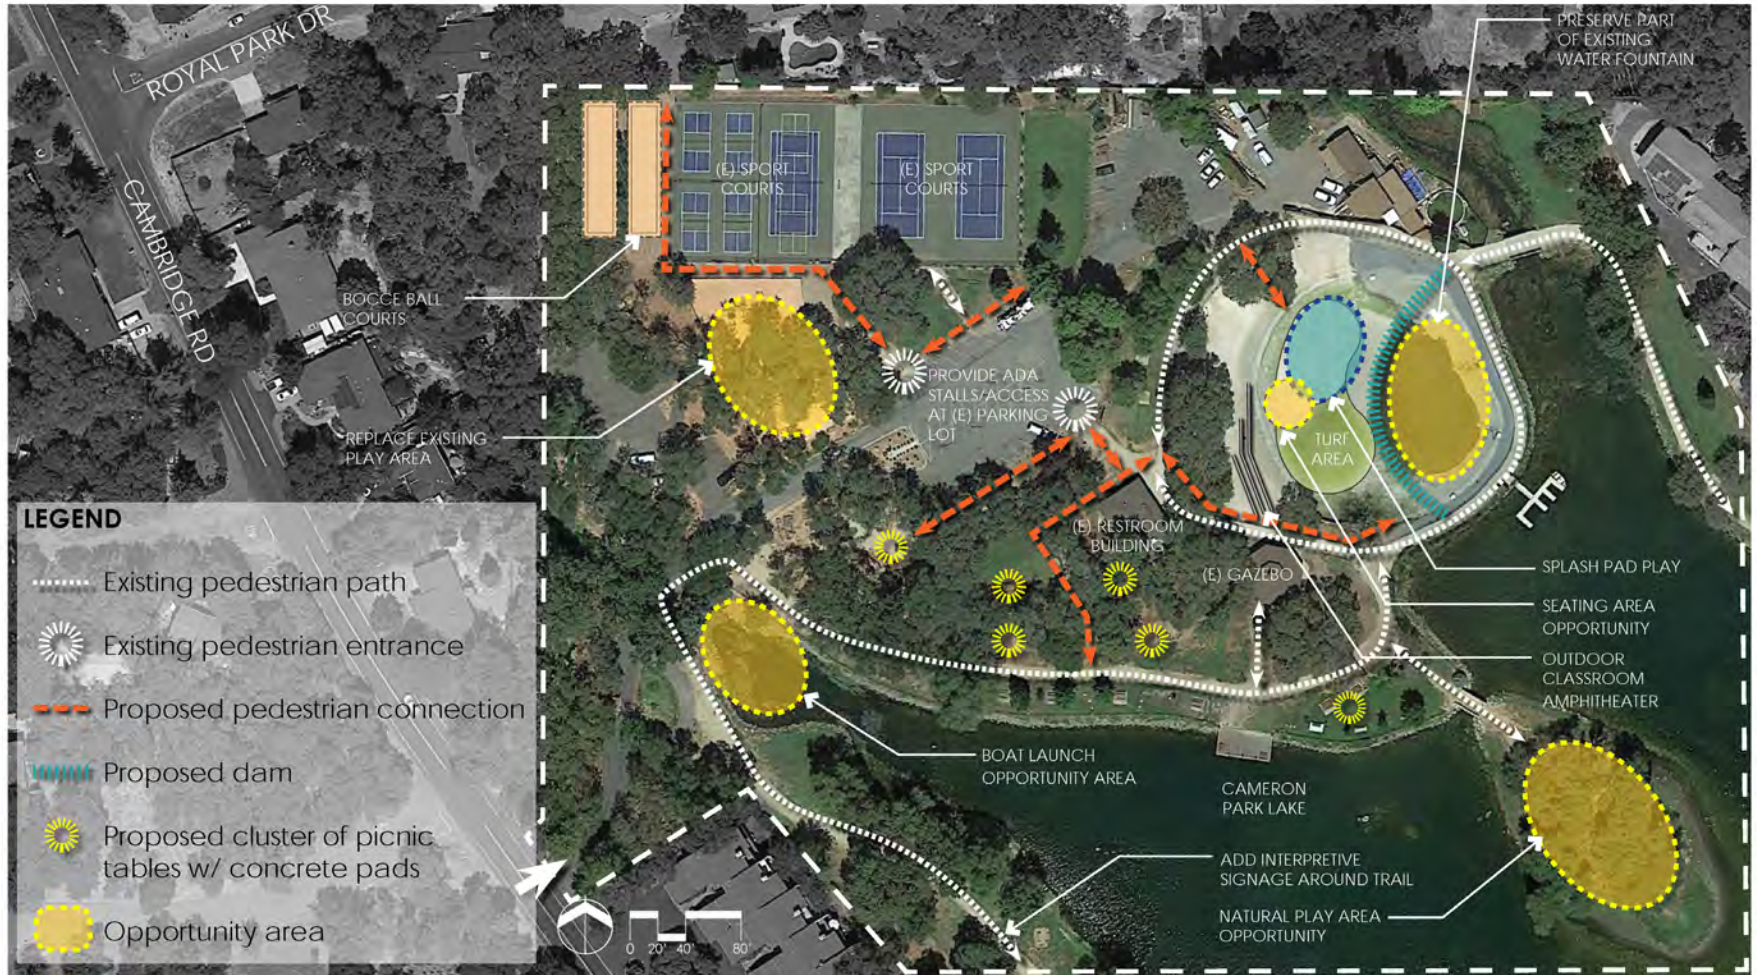 ROYAL PARK DR
CAMBRIDGE RD
PRESERVE PART
OF EXISTING
WATER FOUNTAIN
(E) SPORT
COURTS
(E) SPORT
COURTS
BOCCE BALL
COURTS
PROVIDE ADA
STALLS/ACCESS
AT (E) PARKING
LOT
REPLACE EXISTING
PLAY AREA
TURF
AREA
(E) RESTROOM
BUILDING
(E) GAZEBO
SPLASH PAD PLAY
SEATING AREA
OPPORTUNITY
OUTDOOR
CLASSROOM
AMPHITHEATER
BOAT LAUNCH
OPPORTUNITY AREA
CAMERON
PARK LAKE
ADD INTERPRETIVE
SIGNAGE AROUND TRAIL
NATURAL PLAY AREA
OPPORTUNITY
LEGEND
Existing pedestrian path
Existing pedestrian entrance
Proposed pedestrian connection
Proposed dam
Proposed cluster of picnic
tables w/ concrete pads
Opportunity area
0 20' 40' 80'